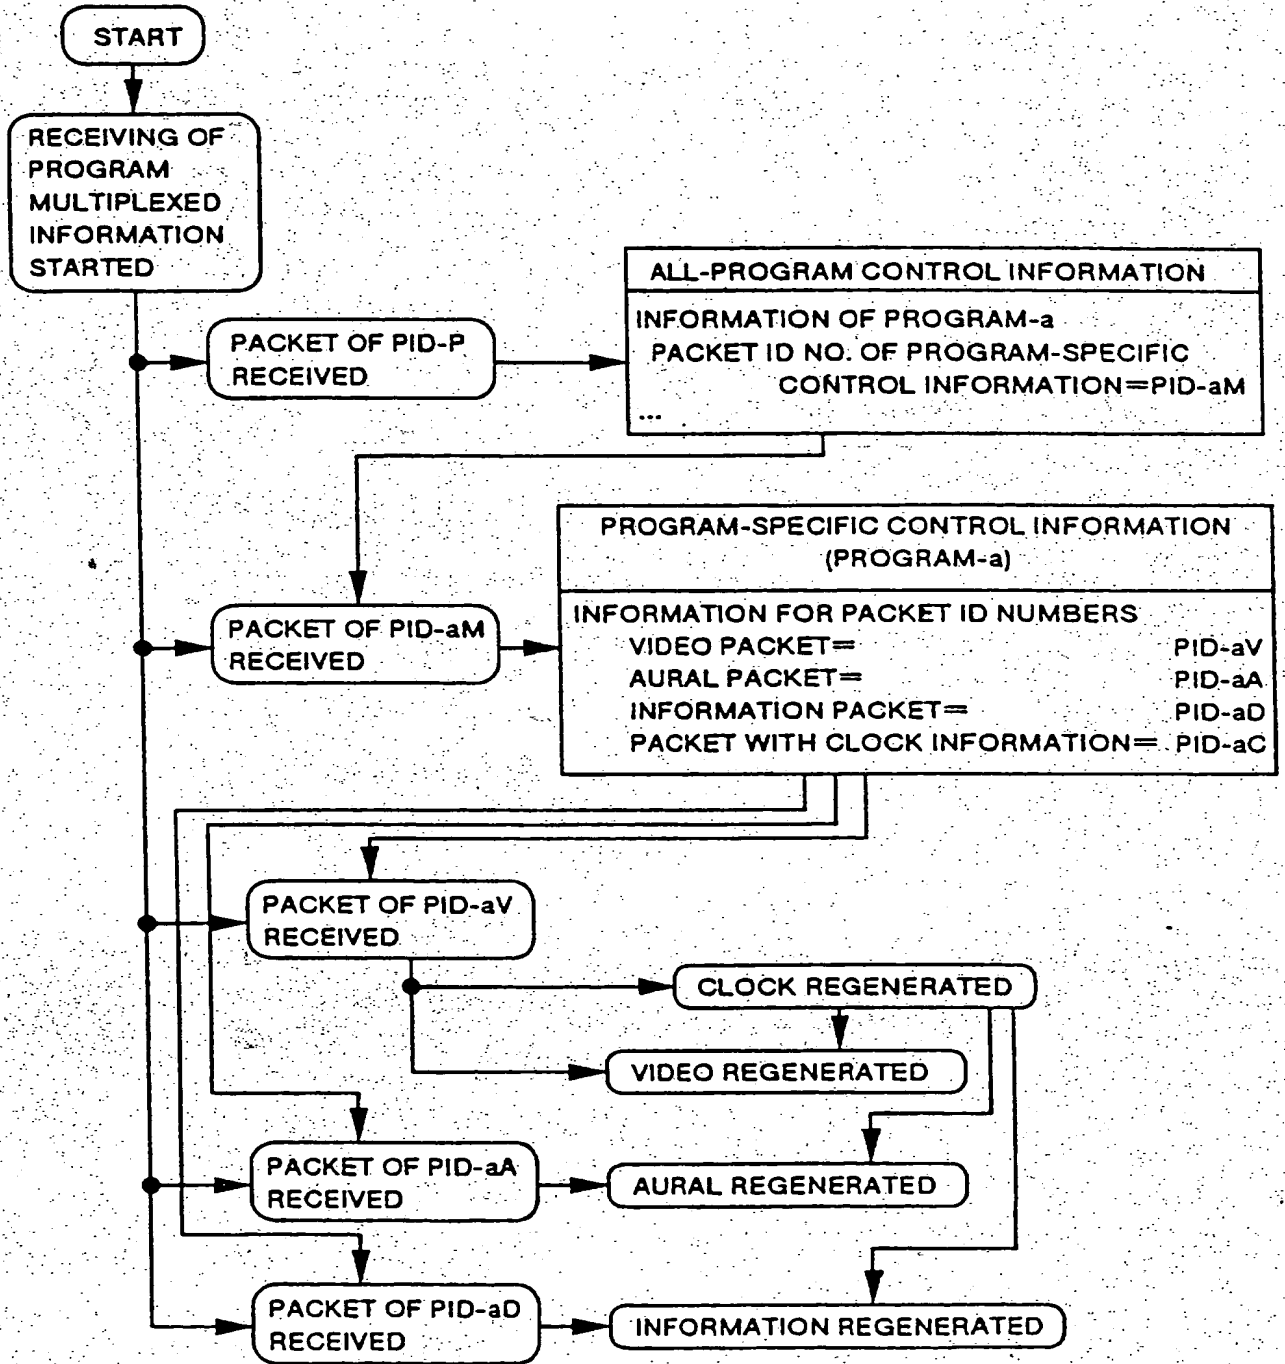 START
RECEIVING OF
PROGRAM
MULTIPLEXED
INFORMATION
STARTED
ALL-PROGRAM CONTROL INFORMATION
INFORMATION OF PROGRAM-a
PACKET ID NO. OF PROGRAM-SPECIFIC
CONTROL INFORMATION=PID-aM
...
PACKET OF PID-P
RECEIVED
PROGRAM-SPECIFIC CONTROL INFORMATION
(PROGRAM-a)
INFORMATION FOR PACKET ID NUMBERS
VIDEO PACKET= PID-aV
AURAL PACKET= PID-aA
INFORMATION PACKET= PID-aD
PACKET WITH CLOCK INFORMATION= PID-aC
PACKET OF PID-aM
RECEIVED
PACKET OF PID-aV
RECEIVED
CLOCK REGENERATED
VIDEO REGENERATED
PACKET OF PID-aA
RECEIVED
AURAL REGENERATED
PACKET OF PID-aD
RECEIVED
INFORMATION REGENERATED